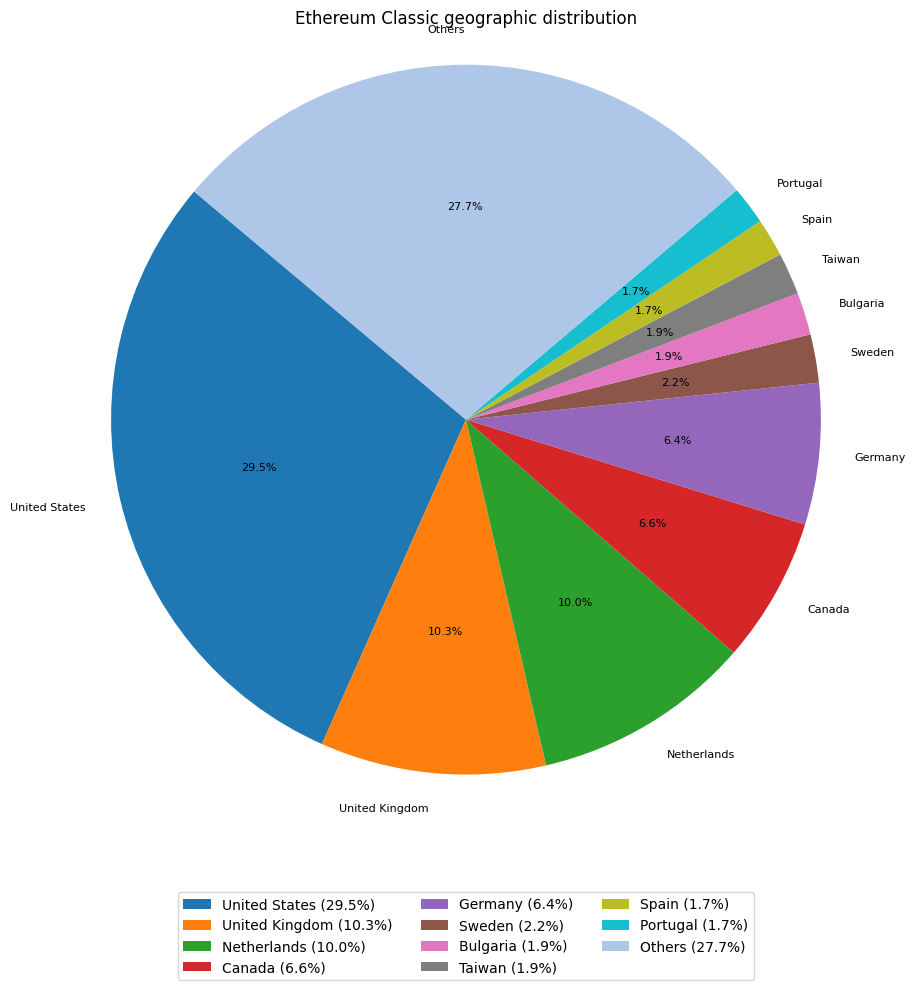 Ethereum Classic geographic distribution
Others
27.7%
Portugal
1.7%
Spain
1.7%
Taiwan
1.9%
Bulgaria
1.9%
Sweden
2.2%
Germany
6.4%
United States
29.5%
Canada
6.6%
Netherlands
10.0%
United Kingdom
10.3%
United States (29.5%)
United Kingdom (10.3%)
Netherlands (10.0%)
Canada (6.6%)
Germany (6.4%)
Sweden (2.2%)
Bulgaria (1.9%)
Taiwan (1.9%)
Spain (1.7%)
Portugal (1.7%)
Others (27.7%)